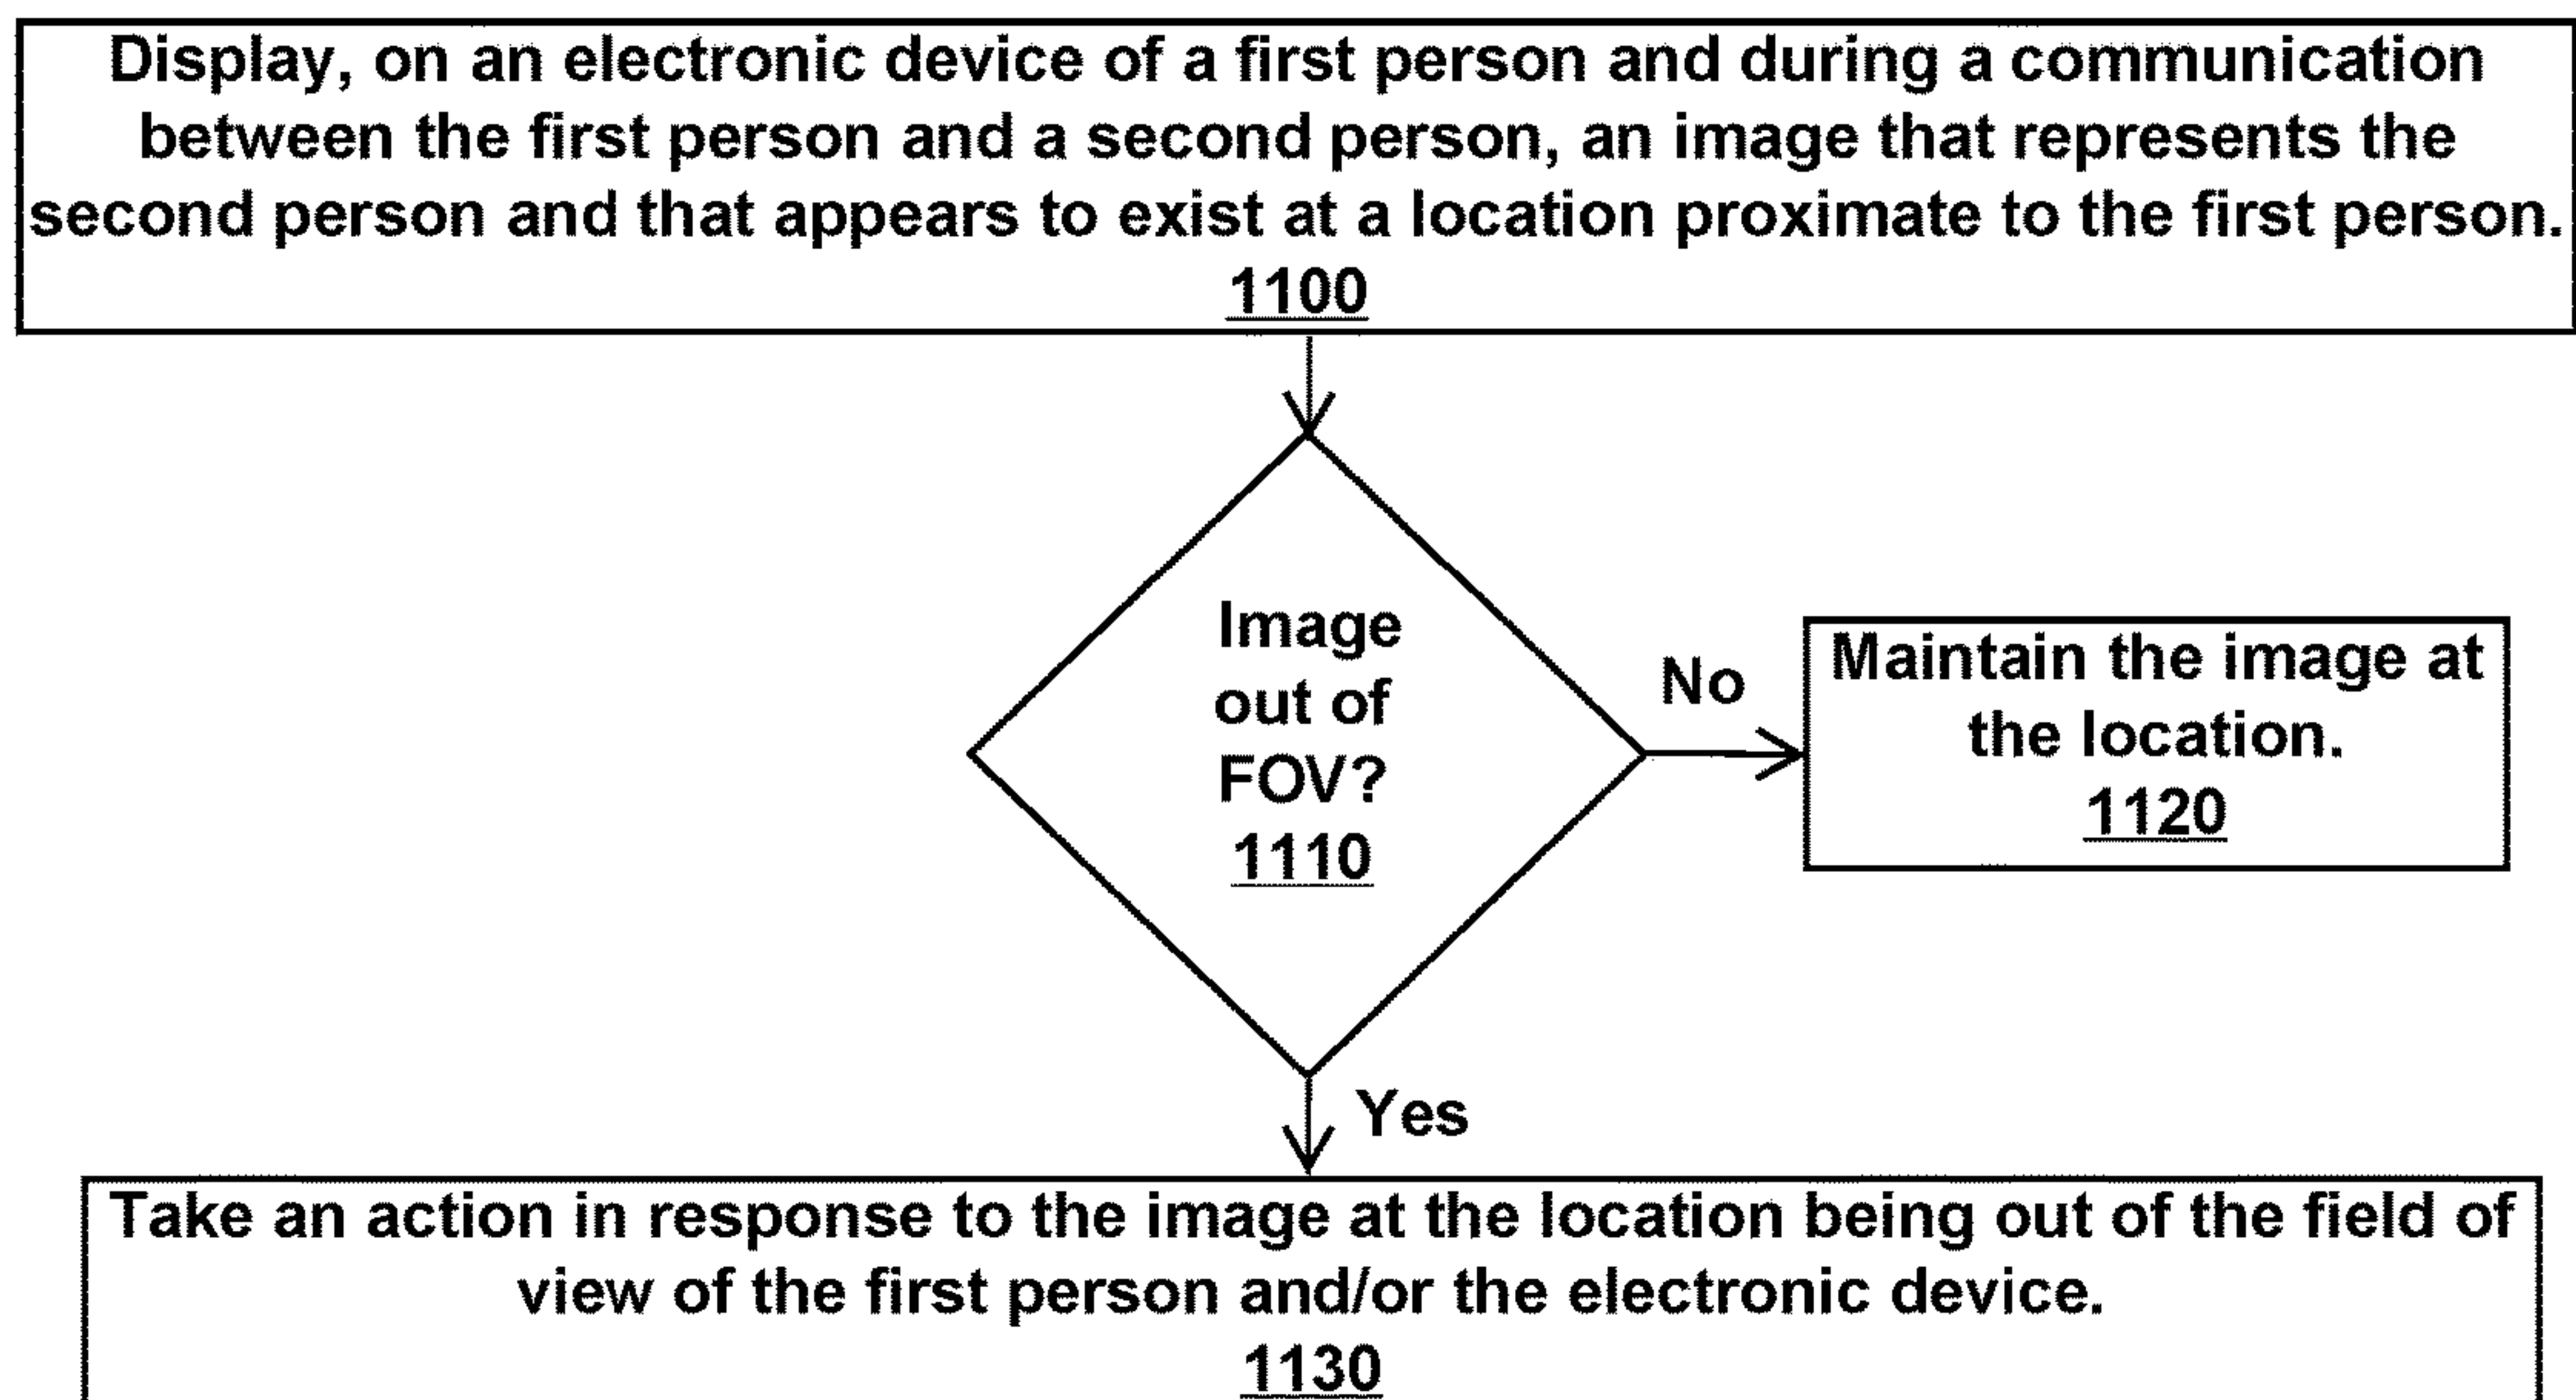 Display, on an electronic device of a first person and during a communication
between the first person and a second person, an image that represents the
second person and that appears to exist at a location proximate to the first person.
1100
Image
out of
FOV?
1110
No
Maintain the image at
the location.
1120
Yes
Take an action in response to the image at the location being out of the field of
view of the first person and/or the electronic device.
1130